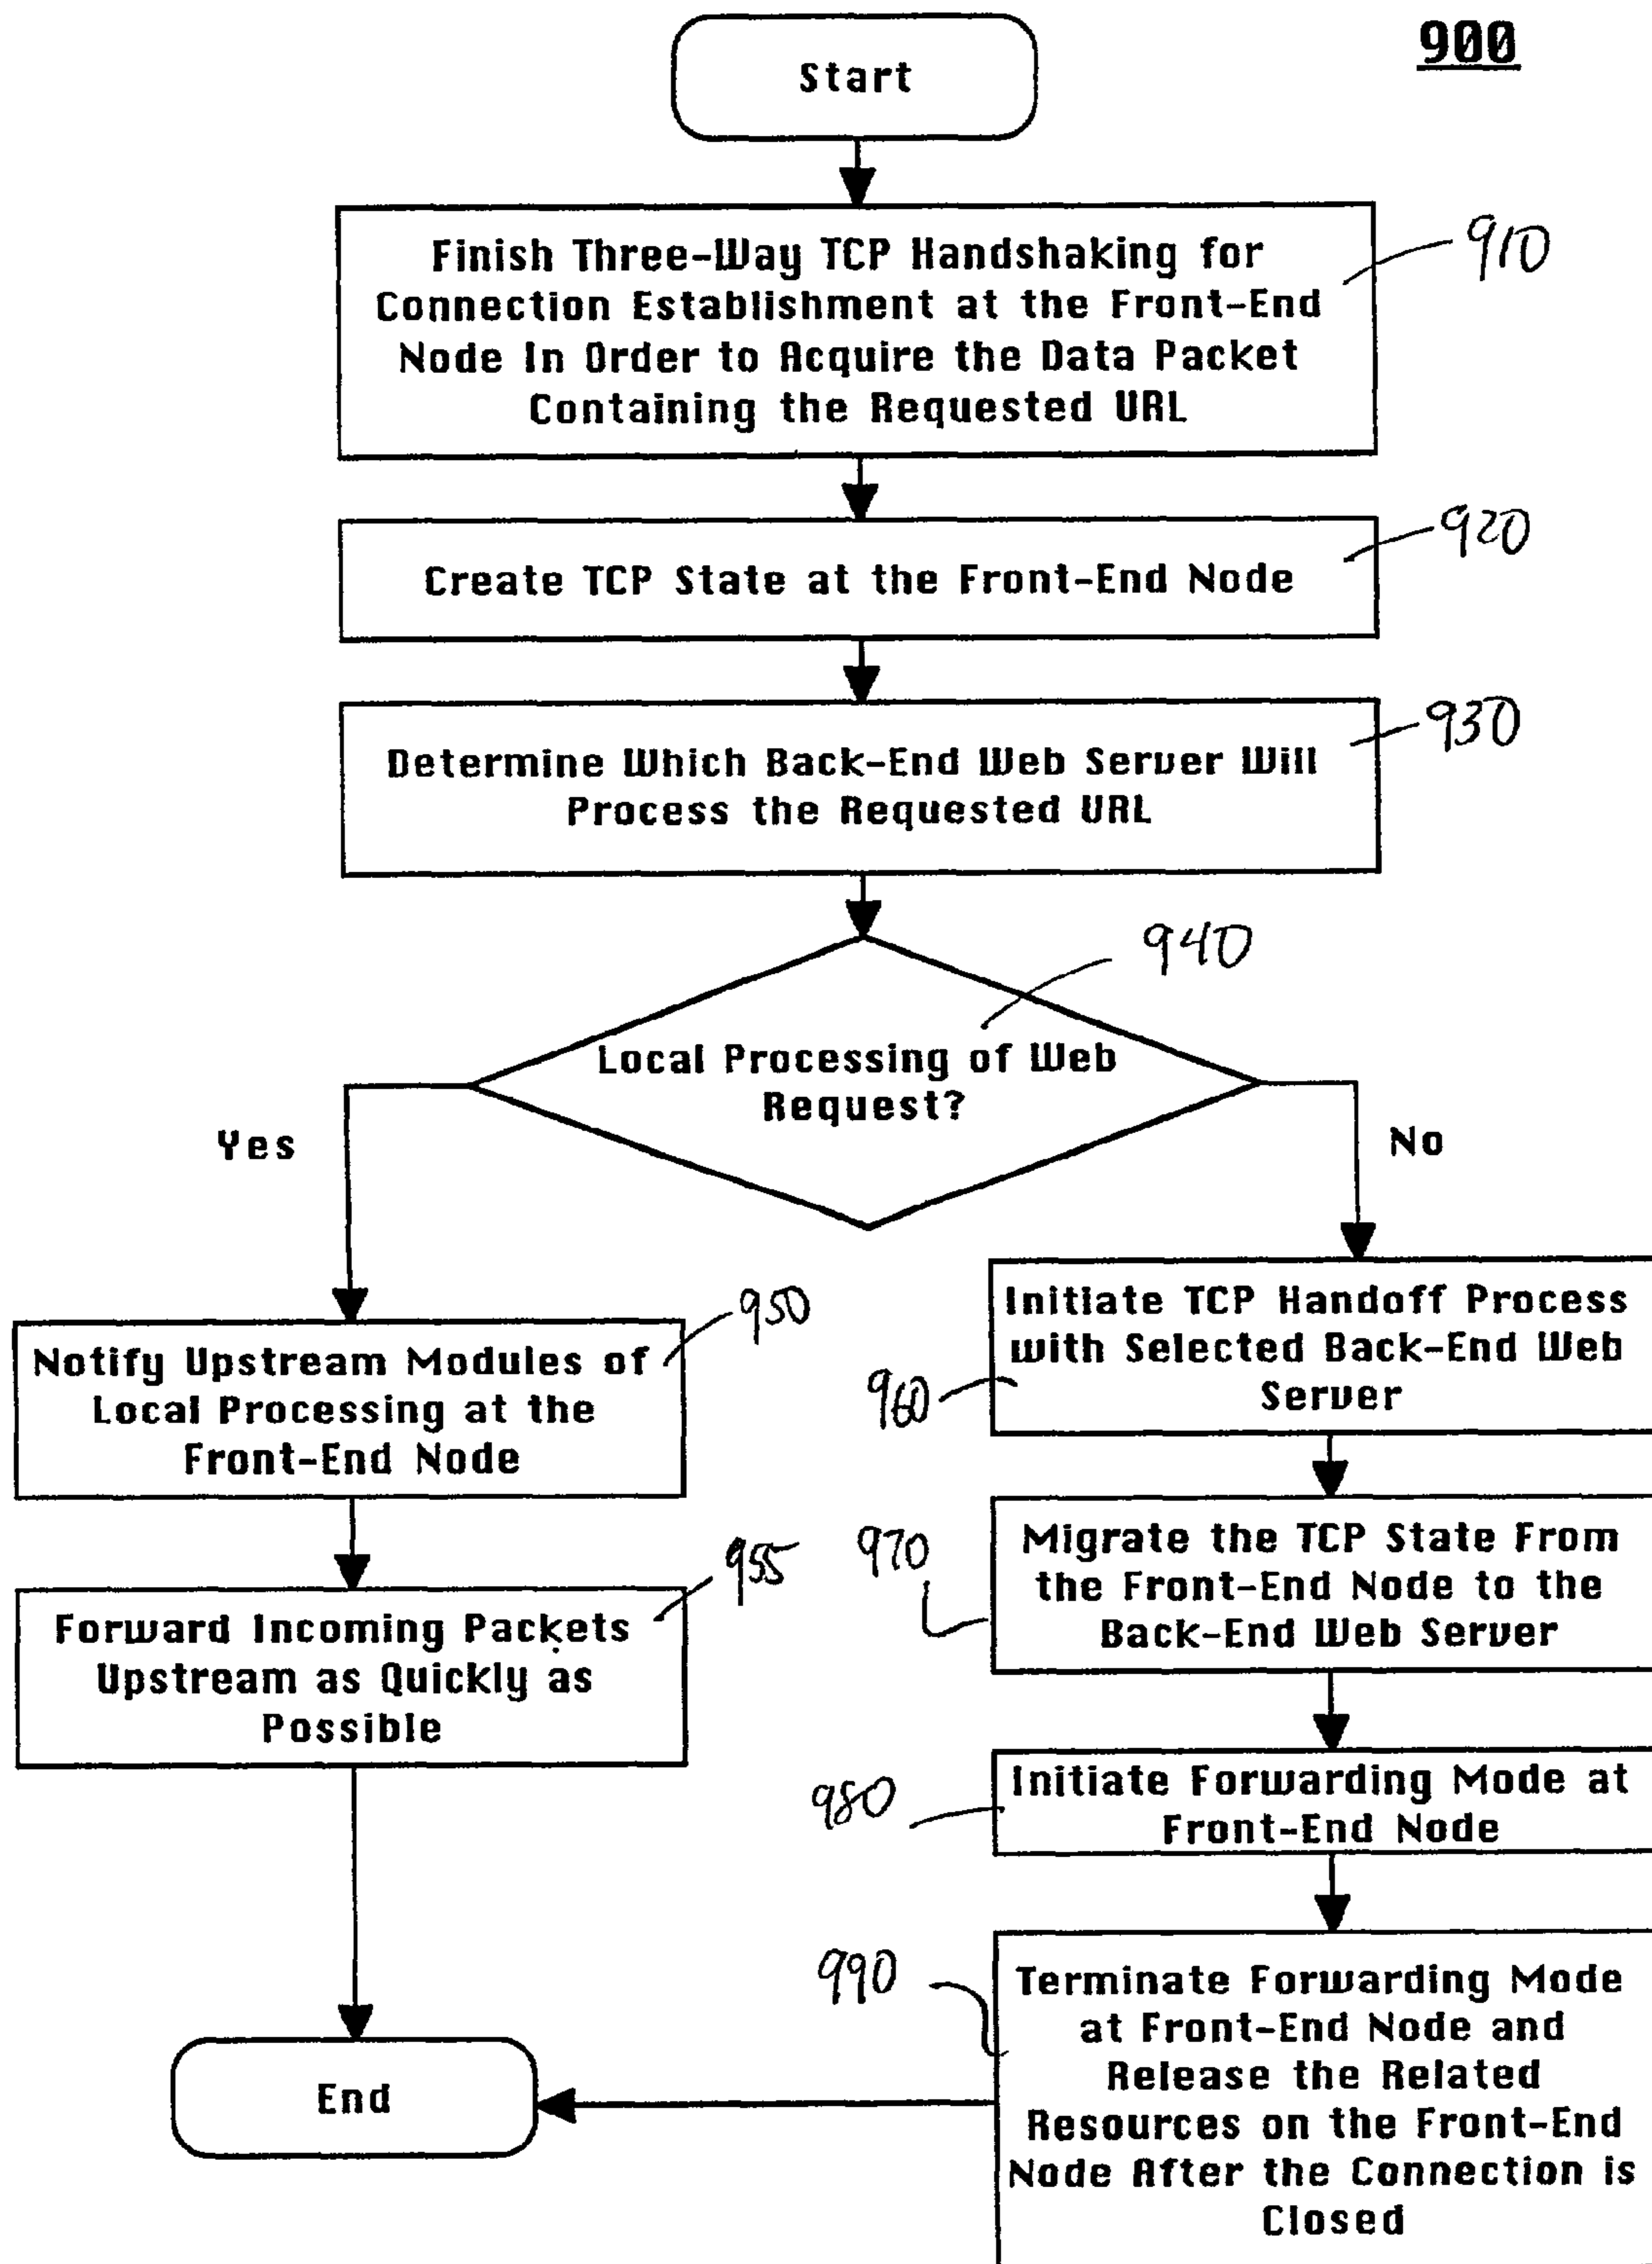 900
Start
Finish Three-Way TCP Handshaking for
Connection Establishment at the Front-End
Node In Order to Acquire the Data Packet
Containing the Requested URL
910
Create TCP State at the Front-End Node
920
Determine Which Back-End Web Server Will
Process the Requested URL
930
940
Local Processing of Web
Request?
Yes
No
Notify Upstream Modules of
Local Processing at the
Front-End Node
950
Forward Incoming Packets
Upstream as Quickly as
Possible
955
Initiate TCP Handoff Process
with Selected Back-End Web
Server
960
Migrate the TCP State From
the Front-End Node to the
Back-End Web Server
970
Initiate Forwarding Mode at
Front-End Node
980
Terminate Forwarding Mode
at Front-End Node and
Release the Related
Resources on the Front-End
Node After the Connection is
Closed
990
End